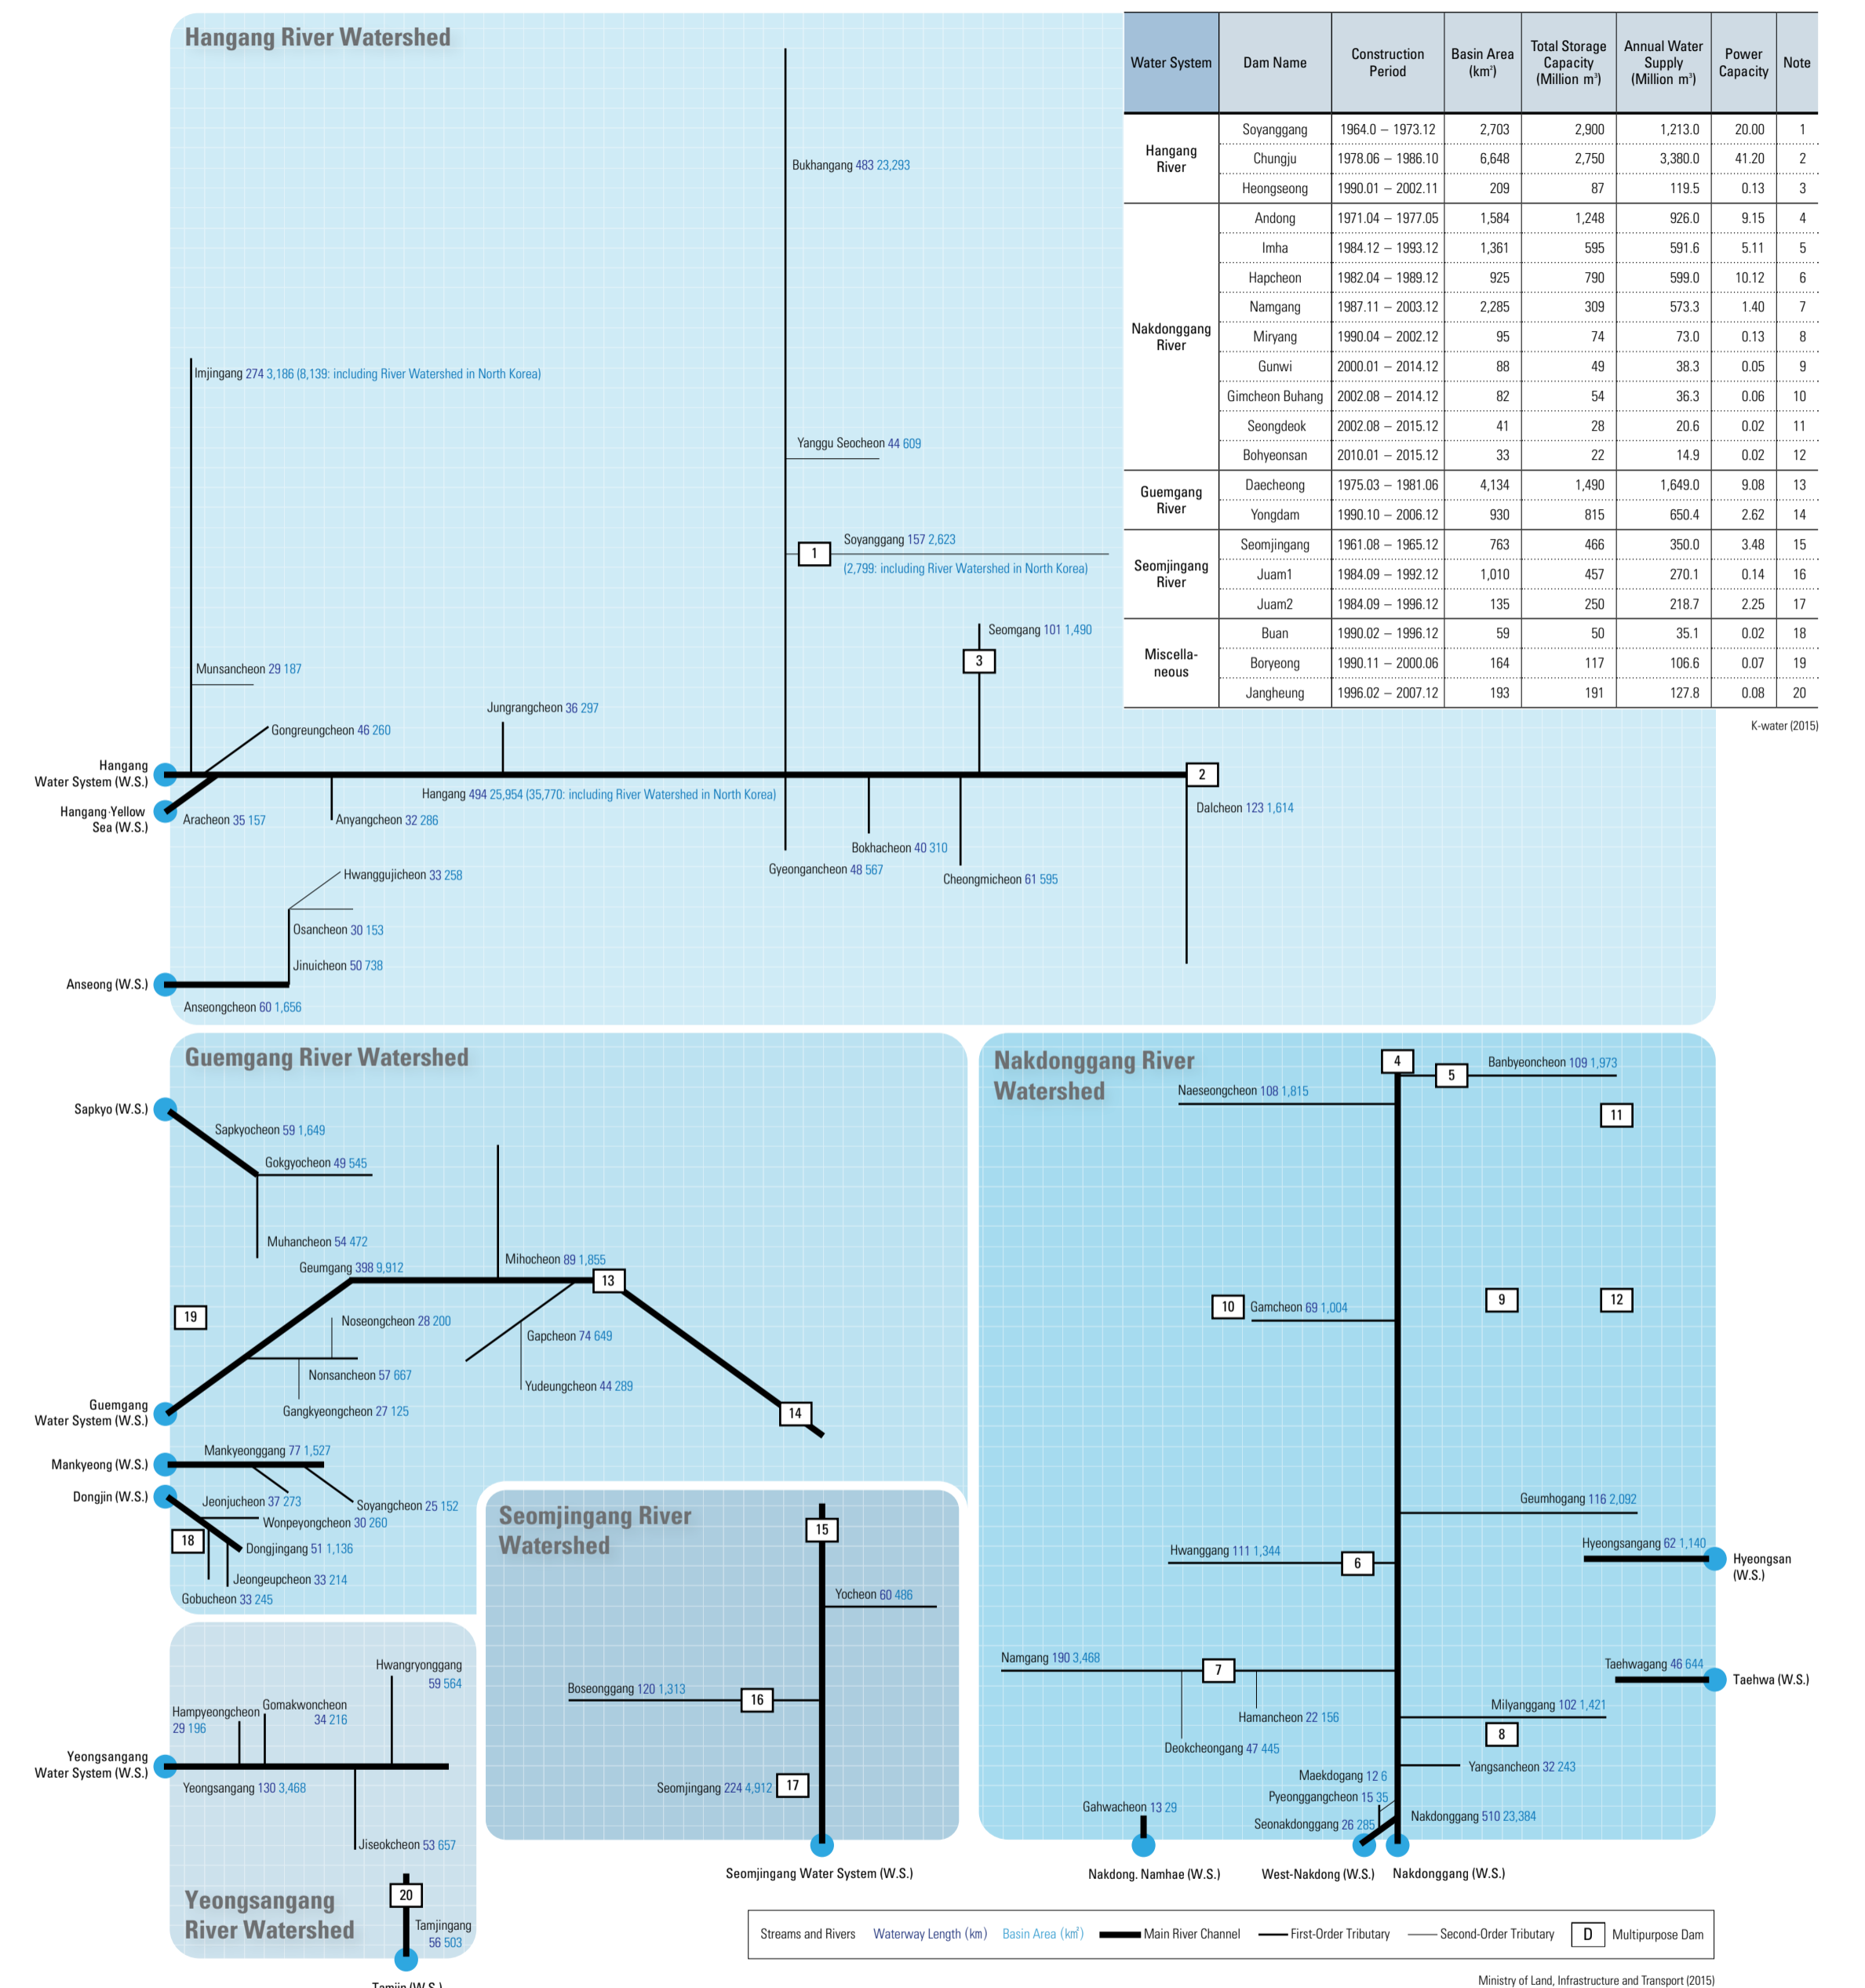 Hangang River Watershed
Water System	Dam Name	Construction Period	Basin Area (km²)	Total Storage Capacity (Million m³)	Annual Water Supply (Million m³)	Power Capacity	Note
Hangang River	Soyanggang	1964.0 – 1973.12	2,703	2,900	1,213.0	20.00	1
Chungju	1978.06 – 1986.10	6,648	2,750	3,380.0	41.20	2
Heongseong	1990.01 – 2002.11	209	87	119.5	0.13	3
Nakdonggang River	Andong	1971.04 – 1977.05	1,584	1,248	926.0	9.15	4
Imha	1984.12 – 1993.12	1,361	595	591.6	5.11	5
Hapcheon	1982.04 – 1989.12	925	790	599.0	10.12	6
Namgang	1987.11 – 2003.12	2,285	309	573.3	1.40	7
Miryang	1990.04 – 2002.12	95	74	73.0	0.13	8
Gunwi	2000.01 – 2014.12	88	49	38.3	0.05	9
Gimcheon Buhang	2002.08 – 2014.12	82	54	36.3	0.06	10
Seongdeok	2002.08 – 2015.12	41	28	20.6	0.02	11
Bohyeonsan	2010.01 – 2015.12	33	22	14.9	0.02	12
Guemgang River	Daecheong	1975.03 – 1981.06	4,134	1,490	1,649.0	9.08	13
Yongdam	1990.10 – 2006.12	930	815	650.4	2.62	14
Seomjingang River	Seomjingang	1961.08 – 1965.12	763	466	350.0	3.48	15
Juam1	1984.09 – 1992.12	1,010	457	270.1	0.14	16
Juam2	1984.09 – 1996.12	135	250	218.7	2.25	17
Miscella-neous	Buan	1990.02 – 1996.12	59	50	35.1	0.02	18
Boryeong	1990.11 – 2000.06	164	117	106.6	0.07	19
Jangheung	1996.02 – 2007.12	193	191	127.8	0.08	20
K-water (2015)
Bukhangang 483 23,293
Imjingang 274 3,186 (8,139: including River Watershed in North Korea)
Yanggu Seocheon 44 609
1
Soyanggang 157 2,623
(2,799: including River Watershed in North Korea)
Seomgang 101 1,490
3
Munsancheon 29 187
Jungrangcheon 36 297
Gongreungcheon 46 260
Hangang
Water System (W.S.)
2
Hangang 494 25,954 (35,770: including River Watershed in North Korea)
Hangang·Yellow
Sea (W.S.)
Aracheon 35 157
Anyangcheon 32 286
Dalcheon 123 1,614
Bokhacheon 40 310
Gyeongancheon 48 567
Cheongmicheon 61 595
Hwanggujicheon 33 258
Osancheon 30 153
Jinuicheon 50 738
Anseong (W.S.)
Anseongcheon 60 1,656
Guemgang River Watershed
Sapkyo (W.S.)
Sapkyocheon 59 1,649
Gokgyocheon 49 545
Muhancheon 54 472
Mihocheon 89 1,855
Geumgang 398 9,912
13
19
Noseongcheon 28 200
Gapcheon 74 649
Nonsancheon 57 667
Yudeungcheon 44 289
Gangkyeongcheon 27 125
14
Guemgang
Water System (W.S.)
Mankyeonggang 77 1,527
Mankyeong (W.S.)
Dongjin (W.S.)
Jeonjucheon 37 273
Soyangcheon 25 152
Wonpeyongcheon 30 260
18
Dongjingang 51 1,136
Jeongeupcheon 33 214
Gobucheon 33 245
Nakdonggang River
Watershed
4
5
Banbyeoncheon 109 1,973
Naeseongcheon 108 1,815
11
10
Gamcheon 69 1,004
9
12
Geumhogang 116 2,092
Hwanggang 111 1,344
6
Hyeongsangang 62 1,140
Hyeongsan
(W.S.)
Namgang 190 3,468
7
Taehwagang 46 644
Taehwa (W.S.)
Hamancheon 22 156
Milyanggang 102 1,421
8
Deokcheongang 47 445
Yangsancheon 32 243
Maekdogang 12 6
Pyeonggangcheon 15 35
Gahwacheon 13 29
Seonakdonggang 26 285
Nakdonggang 510 23,384
Nakdong. Namhae (W.S.)
West-Nakdong (W.S.)
Nakdonggang (W.S.)
Seomjingang River
Watershed
15
Yocheon 60 486
Boseonggang 120 1,313
16
Seomjingang 224 4,912
17
Seomjingang Water System (W.S.)
Hwangryonggang
59 564
Hampyeongcheon
29 196
Gomakwoncheon
34 216
Yeongsangang
Water System (W.S.)
Yeongsangang 130 3,468
Jiseokcheon 53 657
Yeongsangang
River Watershed
20
Tamjingang
56 503
Tamjin (W.S.)
Streams and Rivers	Waterway Length (km)	Basin Area (km²)	Main River Channel	First-Order Tributary	Second-Order Tributary	D	Multipurpose Dam
Ministry of Land, Infrastructure and Transport (2015)